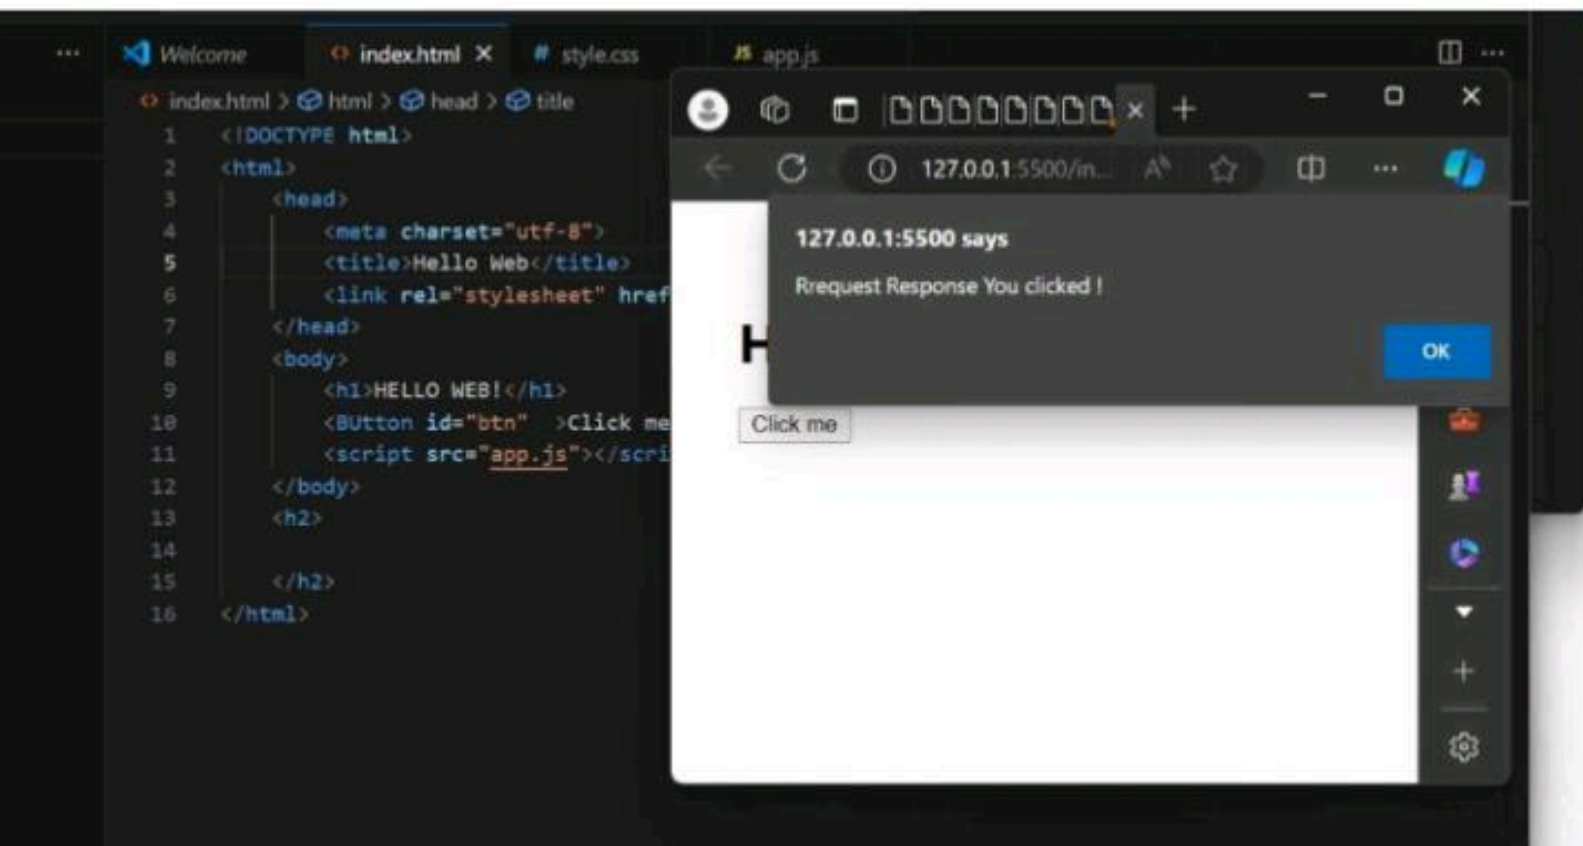 Welcome
index.html
# style.css
JS app.js
index.html > html > head > title
1 <!DOCTYPE html>
2 <html>
3 <head>
4 <meta charset="utf-8">
5 <title>Hello Web</title>
6 <link rel="stylesheet" href
7 </head>
8 <body>
9 <h1>HELLO WEB!</h1>
10 <BUtton id="btn" >Click me
11 <script src="app.js"></scri
12 </body>
13 <h2>
14
15 </h2>
16 </html>
127.0.0.1:5500/in...
127.0.0.1:5500 says
Rrequest Response You clicked !
OK
H
Click me